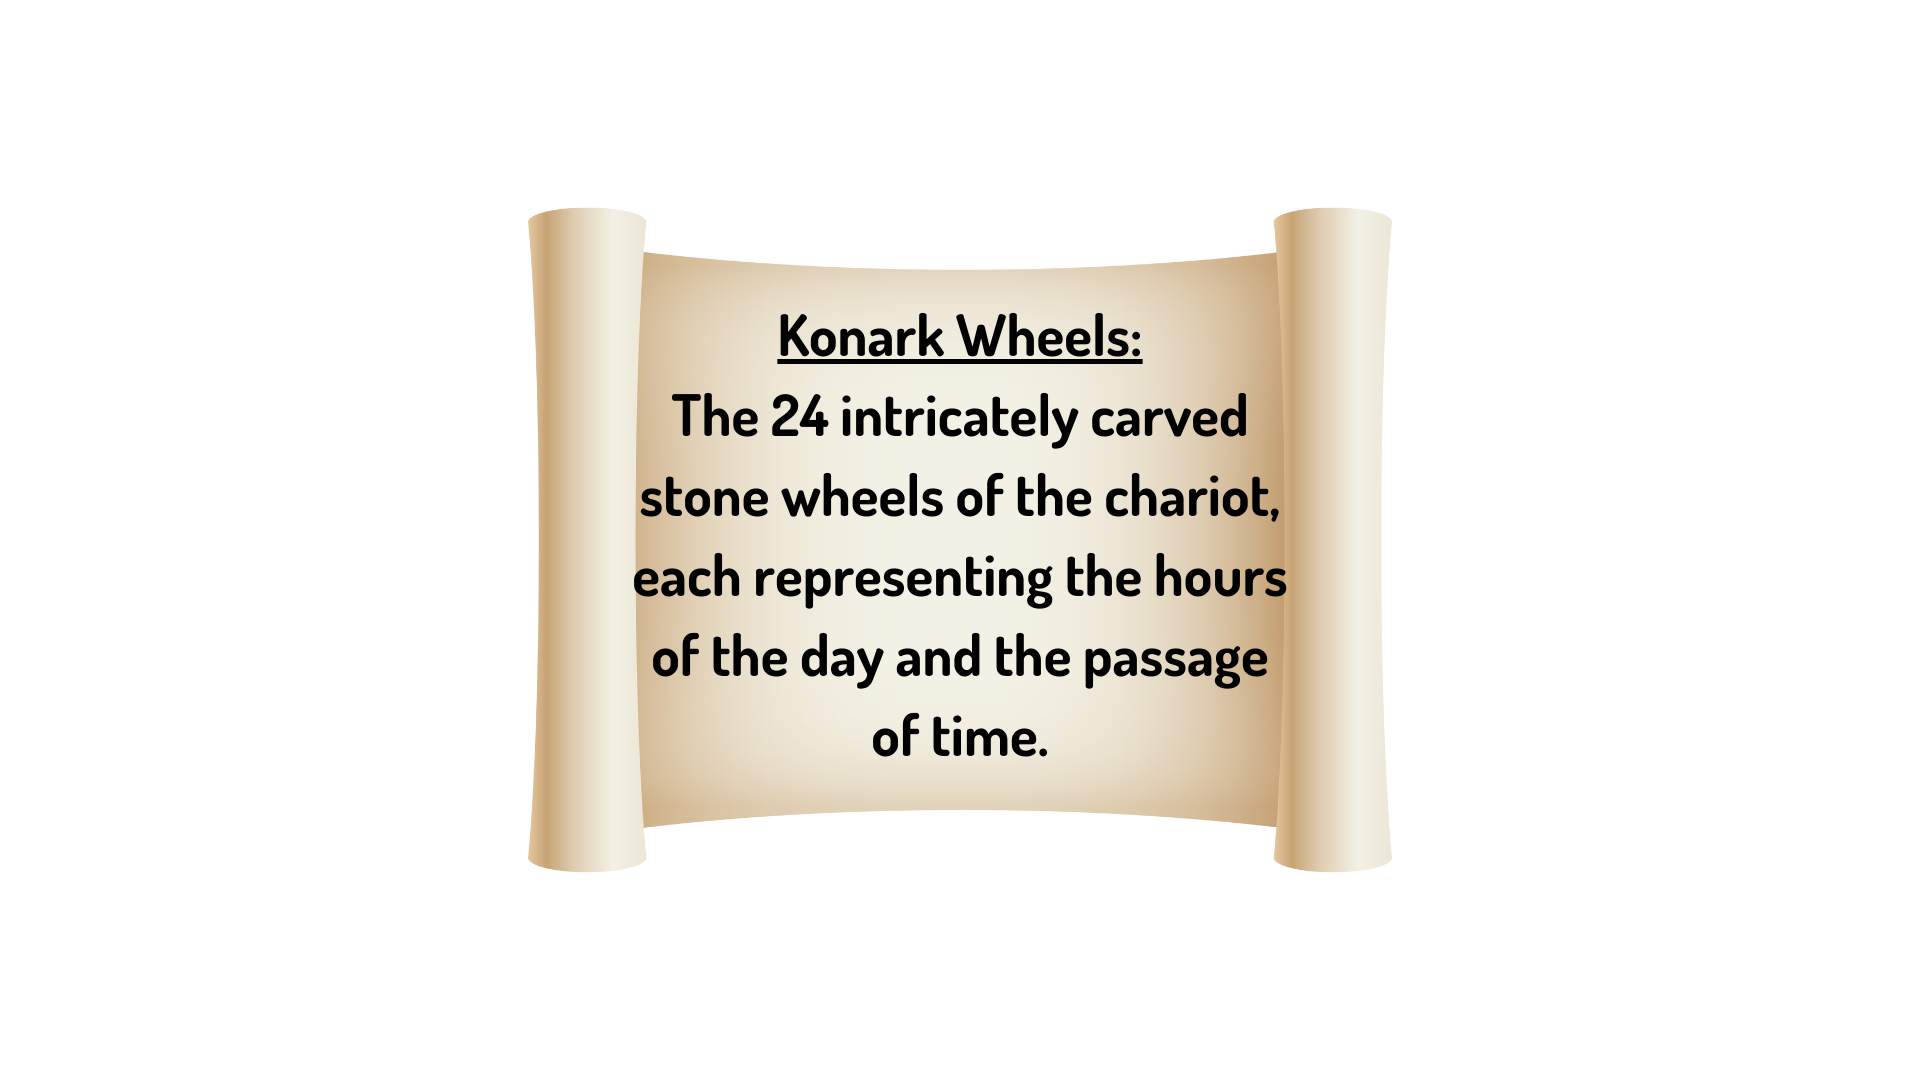 Konark Wheels:
The 24 intricately carved
stone wheels of the chariot,
each representing the hours
of the day and the passage
of time.